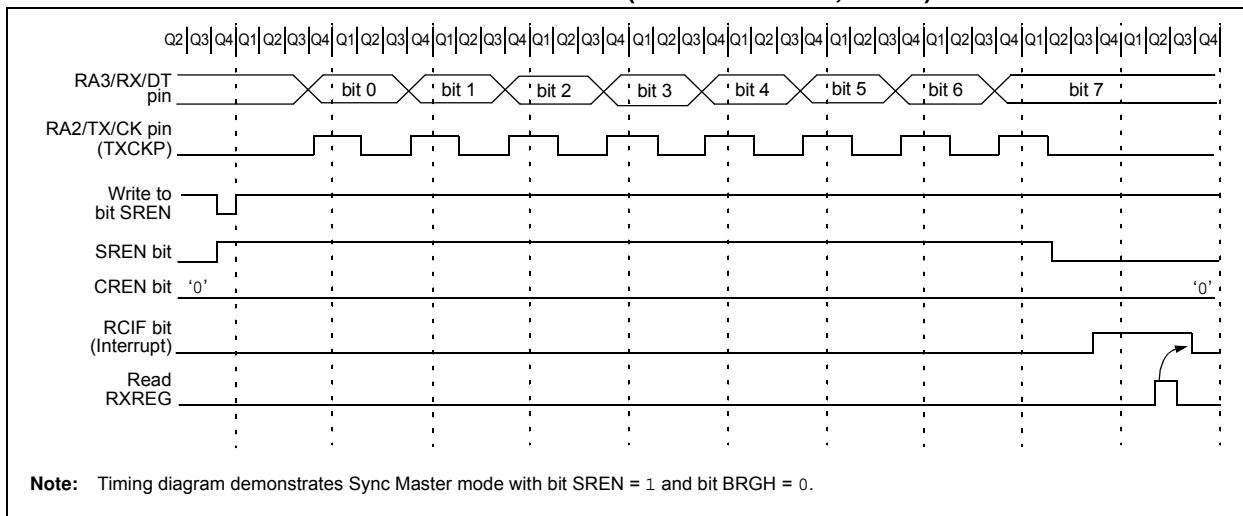 Q2|Q3|Q4|Q1|Q2|Q3|Q4|Q1|Q2|Q3|Q4|Q1|Q2|Q3|Q4|Q1|Q2|Q3|Q4|Q1|Q2|Q3|Q4|Q1|Q2|Q3|Q4|Q1|Q2|Q3|Q4|Q1|Q2|Q3|Q4|Q1|Q2|Q3|Q4|Q1|Q2|Q3|Q4|
RA3/RX/DT
pin
bit 0 bit 1 bit 2 bit 3 bit 4 bit 5 bit 6 bit 7
RA2/TX/CK pin
(TXCKP)
Write to
bit SREN
SREN bit
CREN bit '0' '0'
RCIF bit
(Interrupt)
Read
RXREG
Note: Timing diagram demonstrates Sync Master mode with bit SREN = 1 and bit BRGH = 0.